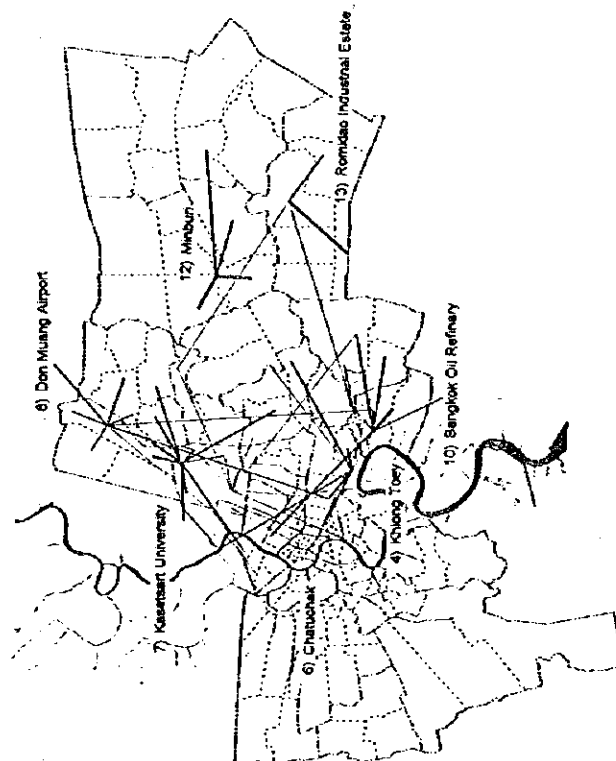 8) Don Muang Airport
7) Kasetsart University
12) Minburi
13) Romklao Industrial Estate
6) Chatuchak
4) Khlong Toey
10) Bangkok Oil Refinary